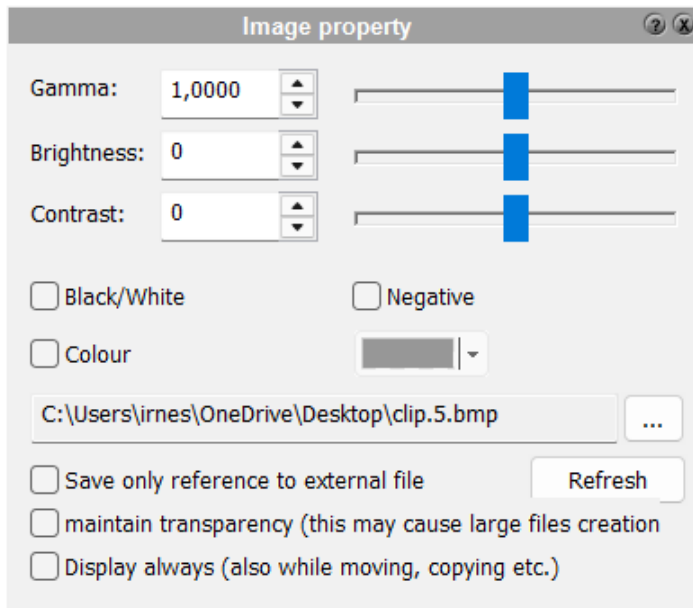 Image property
Gamma: 1,0000
Brightness: 0
Contrast: 0
Black/White Negative
Colour
C:\Users\irnes\OneDrive\Desktop\clip.5.bmp ...
Save only reference to external file Refresh
maintain transparency (this may cause large files creation
Display always (also while moving, copying etc.)